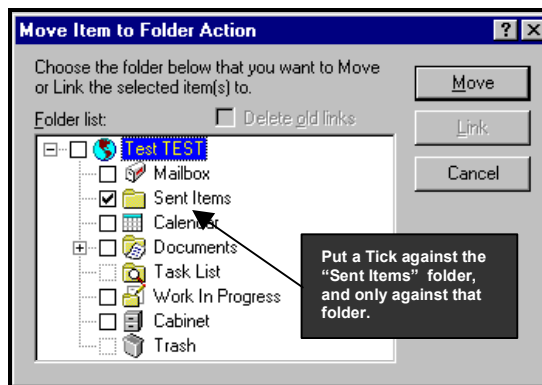 Move Item to Folder Action
Choose the folder below that you want to Move
or Link the selected item(s) to.
Folder list:
Delete old links
Move
Link
Cancel
Test TEST
Mailbox
Sent Items
Calendar
Documents
Task List
Work In Progress
Cabinet
Trash
Put a Tick against the
“Sent Items” folder,
and only against that
folder.